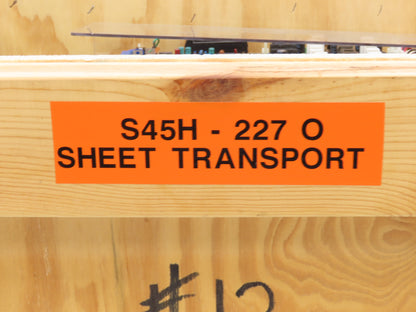 S45H - 227 O
SHEET TRANSPORT
#12